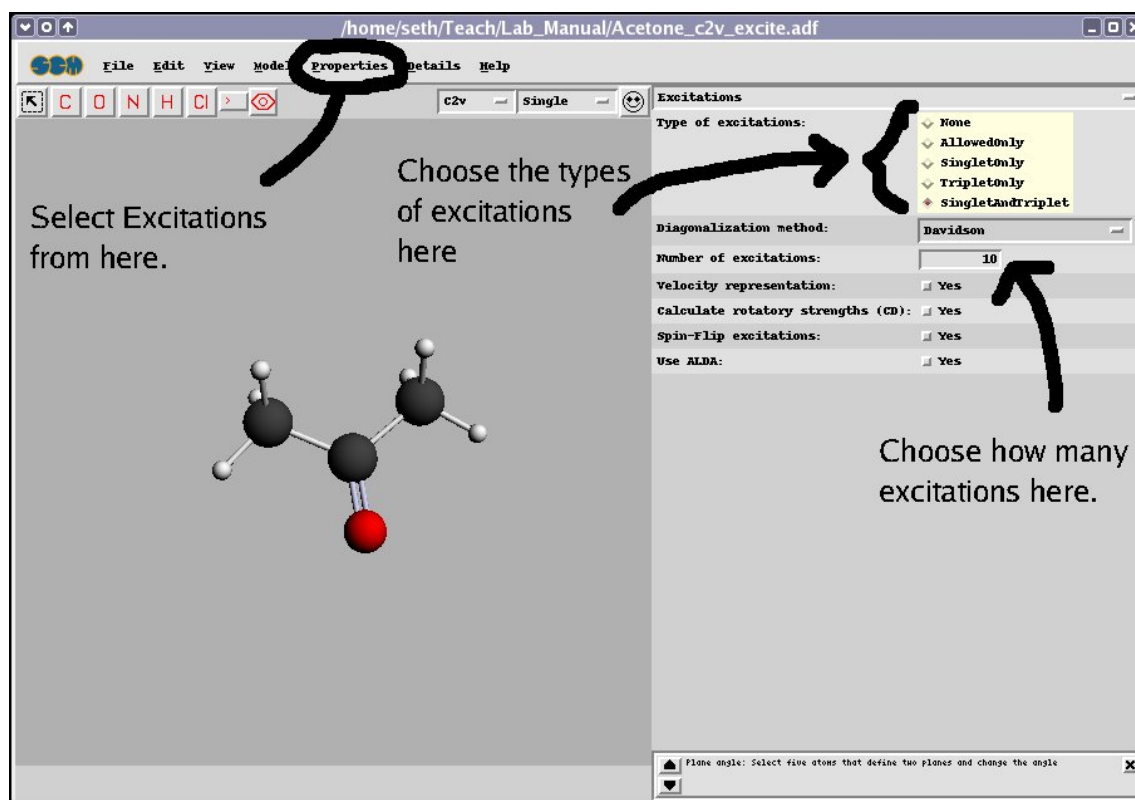 /home/seth/Teach/Lab_Manual/Acetone_c2v_excite.adf
SCM File Edit View Model Properties Details Help
C O N H Cl C2v Single
Excitations
Type of excitations:
None
AllowedOnly
SingletOnly
TripletOnly
SingletAndTriplet
Diagonalization method: Davidson
Number of excitations: 10
Velocity representation: Yes
Calculate rotatory strengths (CD): Yes
Spin-Flip excitations: Yes
Use ALDA: Yes
Select Excitations
from here.
Choose the types
of excitations
here
Choose how many
excitations here.
Plane angle: Select five atoms that define two planes and change the angle